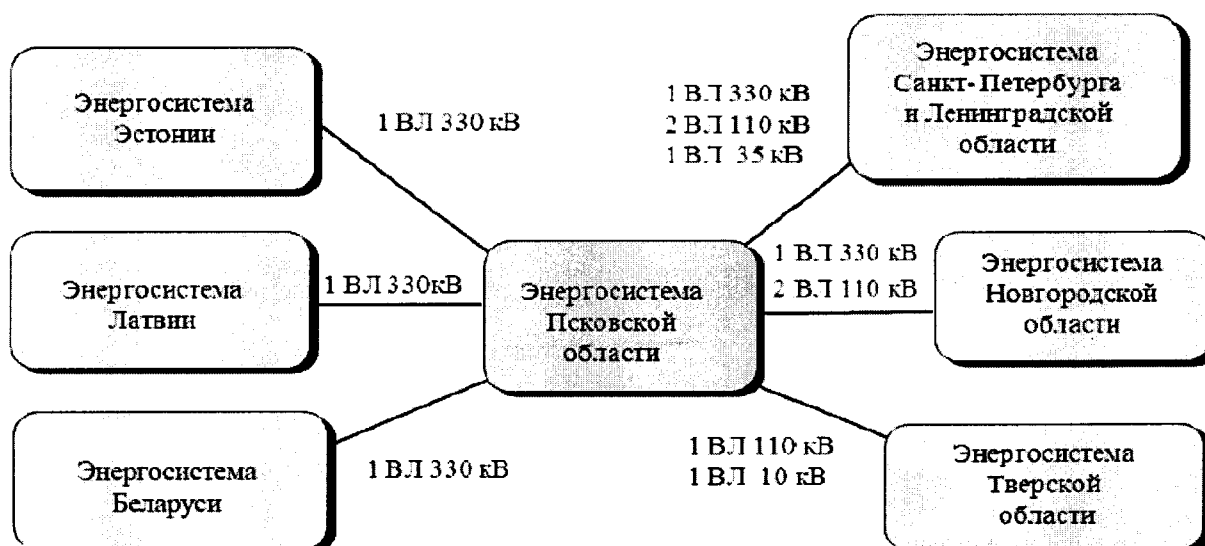 Энергосистема
Эстонии
1 ВЛ 330 кВ
1 ВЛ 330 кВ
2 ВЛ 110 кВ
1 ВЛ 35 кВ
Энергосистема
Санкт-Петербурга
и Ленинградской
области
Энергосистема
Латвии
1 ВЛ 330кВ
Энергосистема
Псковской
области
1 ВЛ 330 кВ
2 ВЛ 110 кВ
Энергосистема
Новгородской
области
Энергосистема
Беларуси
1 ВЛ 330 кВ
1 ВЛ 110 кВ
1 ВЛ 10 кВ
Энергосистема
Тверской
области